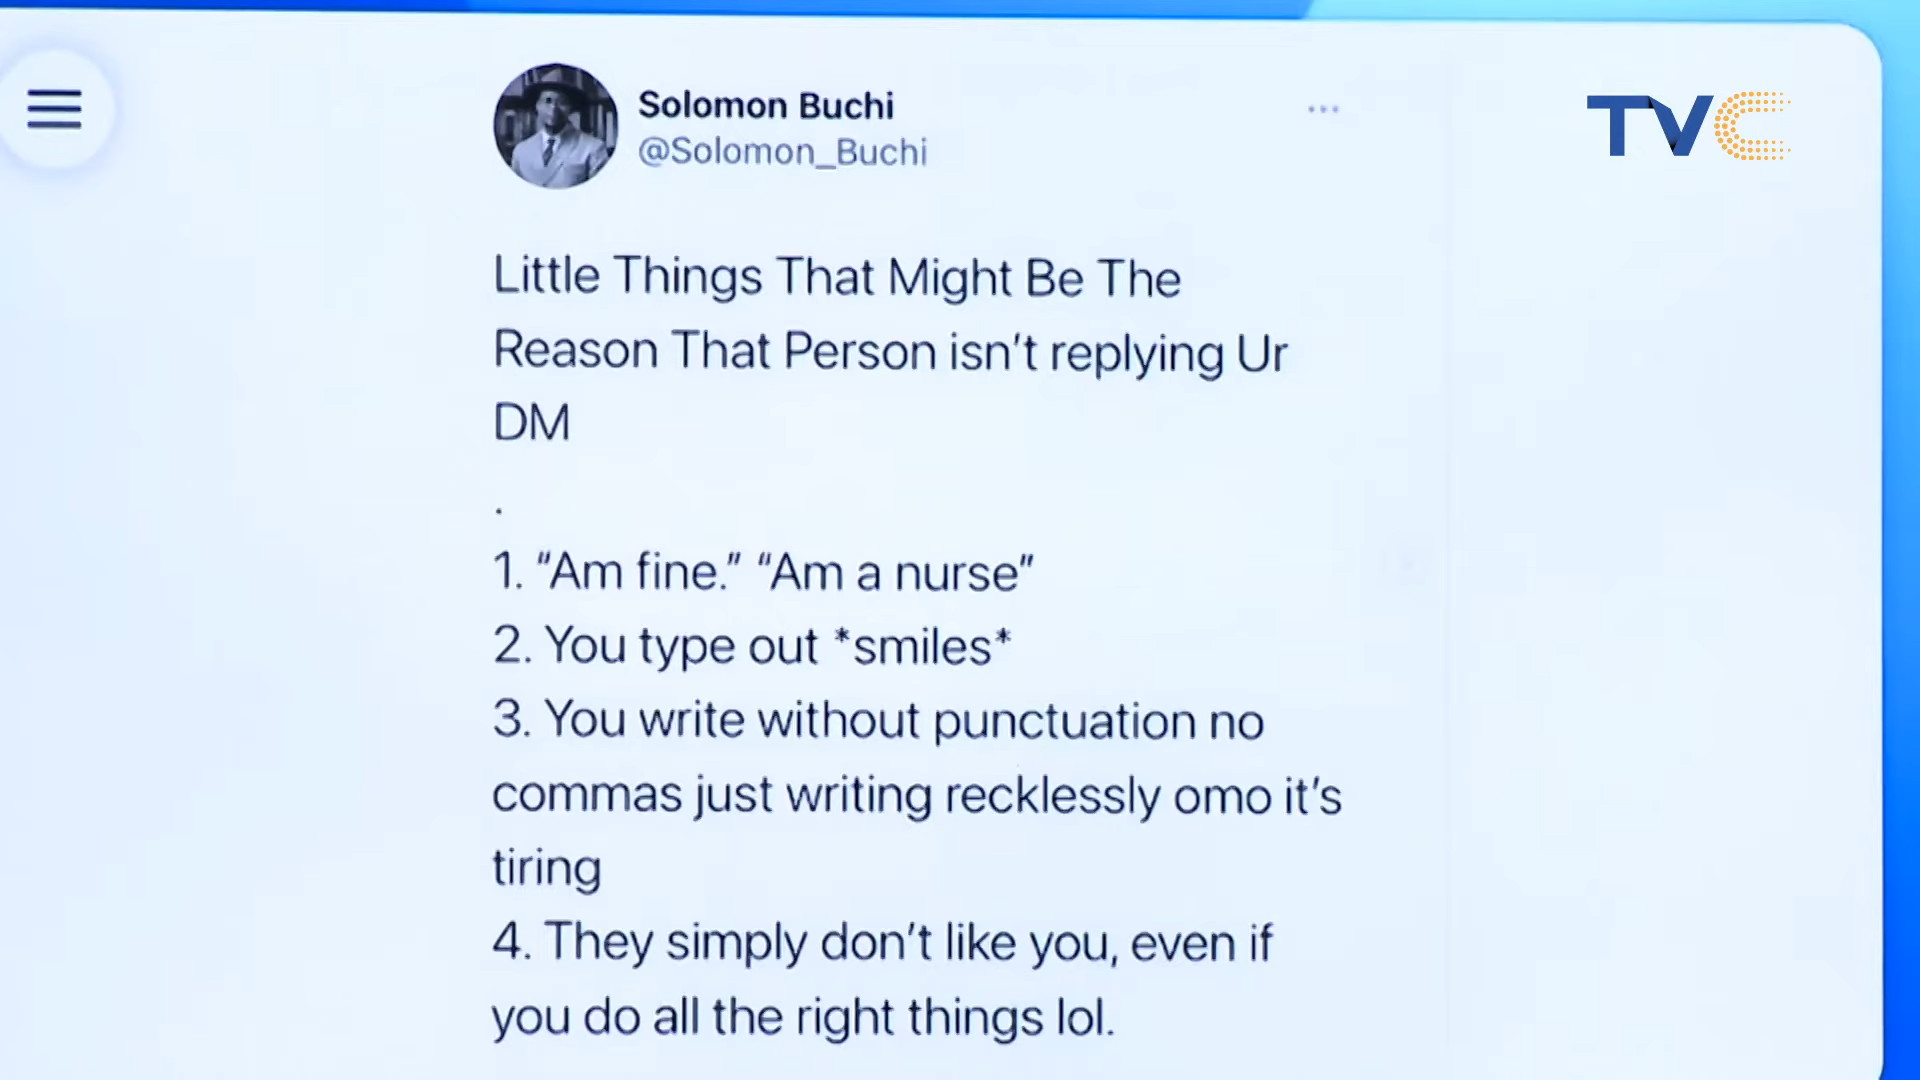 Solomon Buchi
@Solomon_Buchi
TVC
Little Things That Might Be The
Reason That Person isn't replying Ur
DM
.
1. “Am fine.” “Am a nurse”
2. You type out *smiles*
3. You write without punctuation no
commas just writing recklessly omo it's
tiring
4. They simply don't like you, even if
you do all the right things lol.